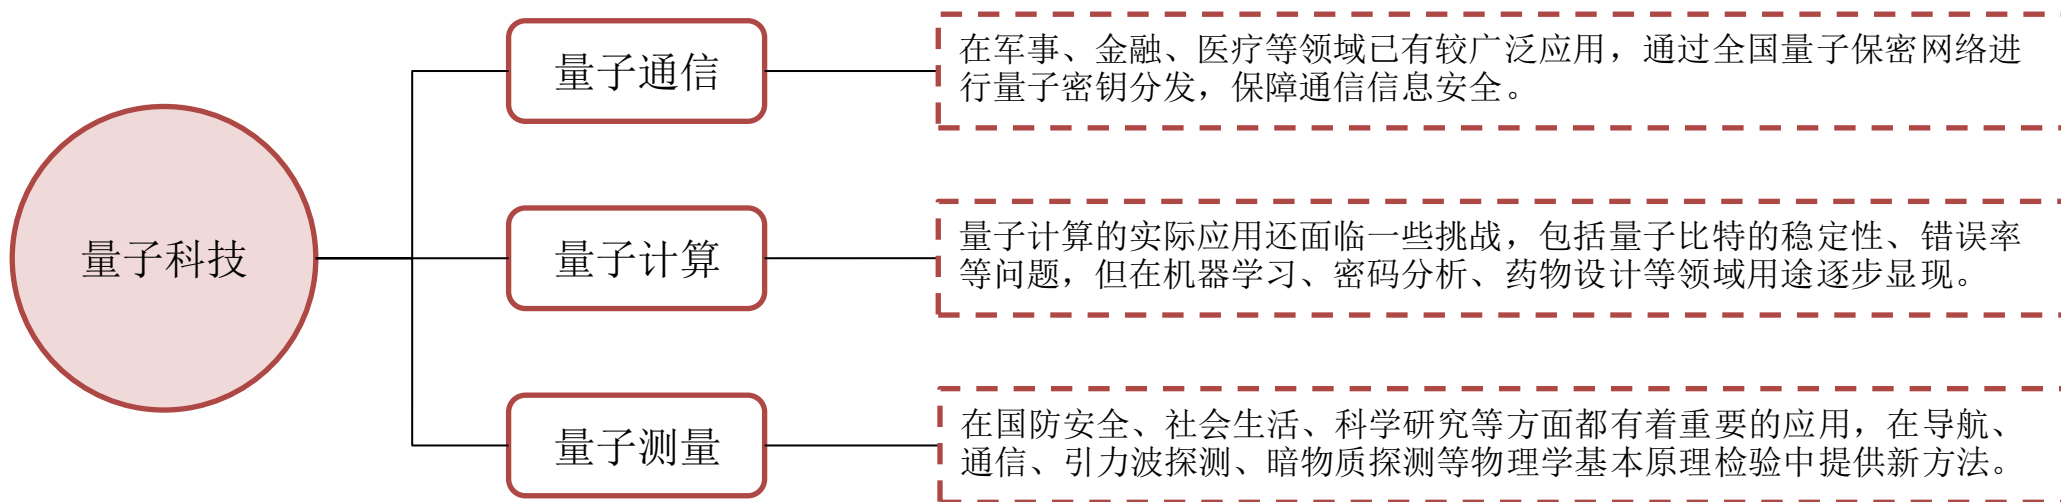 量子科技
量子通信
在军事、金融、医疗等领域已有较广泛应用，通过全国量子保密网络进
行量子密钥分发，保障通信信息安全。
量子计算
量子计算的实际应用还面临一些挑战，包括量子比特的稳定性、错误率
等问题，但在机器学习、密码分析、药物设计等领域用途逐步显现。
量子测量
在国防安全、社会生活、科学研究等方面都有着重要的应用，在导航、
通信、引力波探测、暗物质探测等物理学基本原理检验中提供新方法。